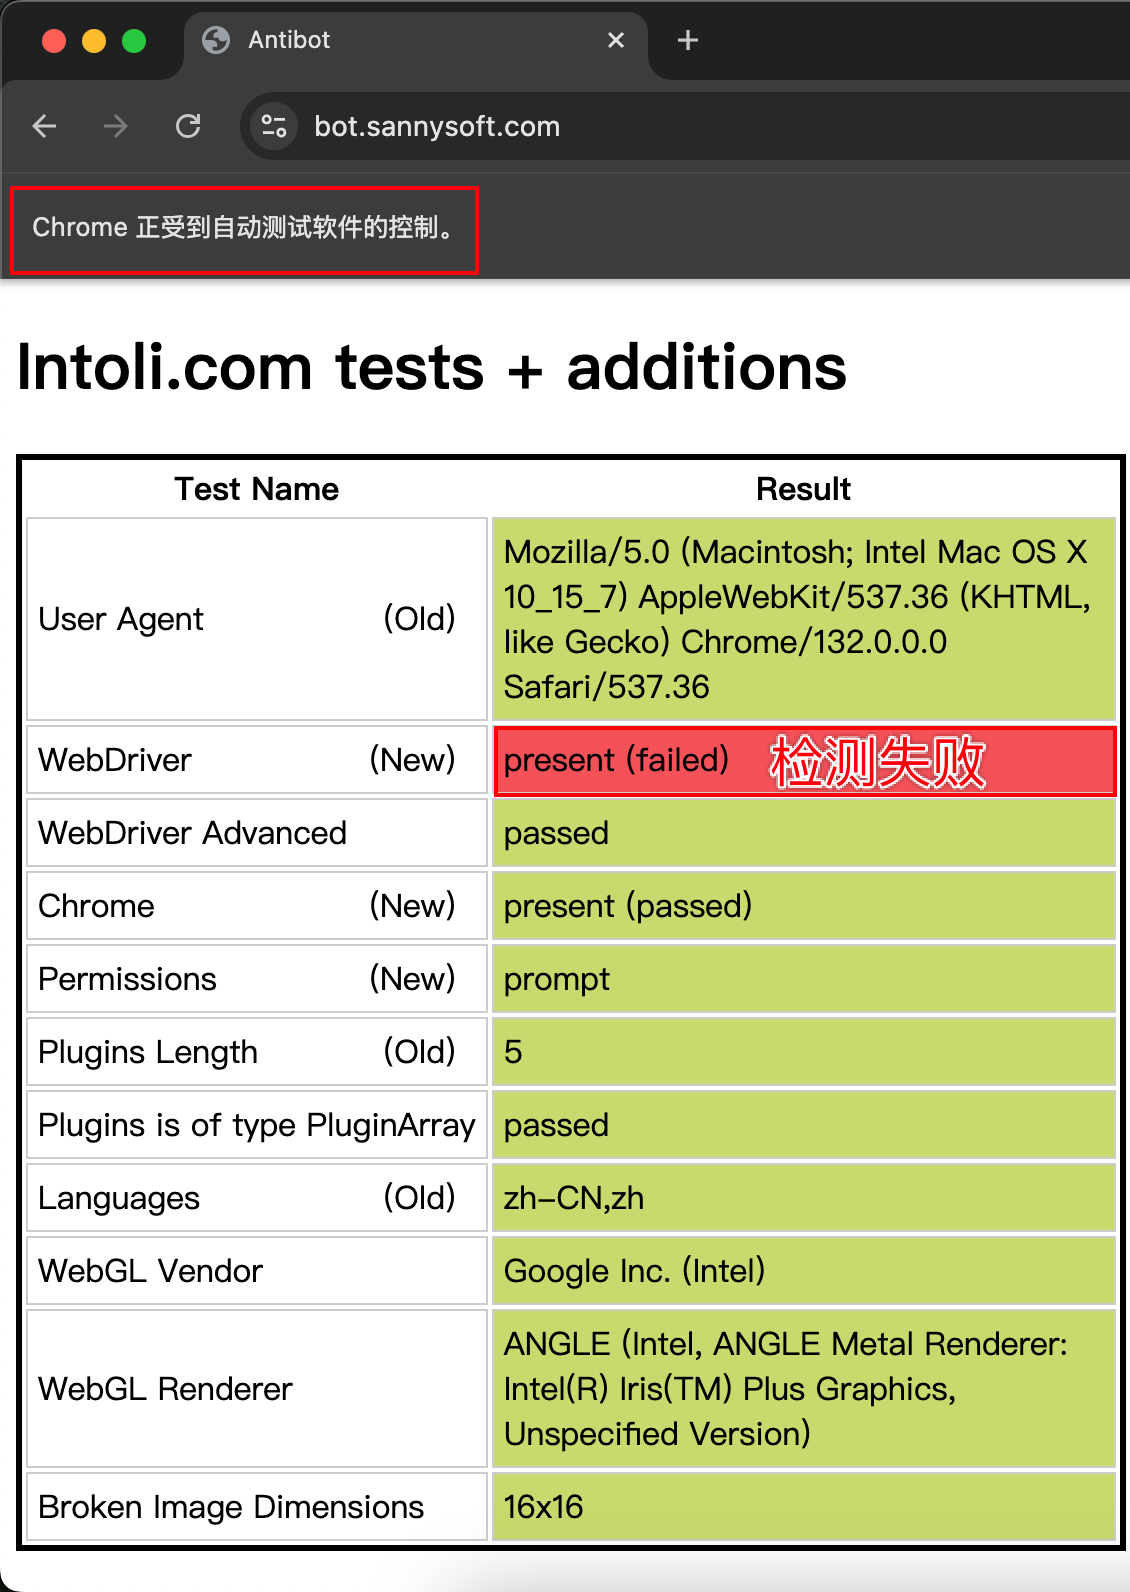 Antibot
bot.sannysoft.com
Chrome 正受到自动测试软件的控制。
Intoli.com tests + additions
Test Name Result
User Agent (Old)
Mozilla/5.0 (Macintosh; Intel Mac OS X
10_15_7) AppleWebKit/537.36 (KHTML,
like Gecko) Chrome/132.0.0.0
Safari/537.36
WebDriver (New) present (failed) 检测失败
WebDriver Advanced passed
Chrome (New) present (passed)
Permissions (New) prompt
Plugins Length (Old) 5
Plugins is of type PluginArray passed
Languages (Old) zh-CN,zh
WebGL Vendor Google Inc. (Intel)
WebGL Renderer
ANGLE (Intel, ANGLE Metal Renderer:
Intel(R) Iris(TM) Plus Graphics,
Unspecified Version)
Broken Image Dimensions 16x16